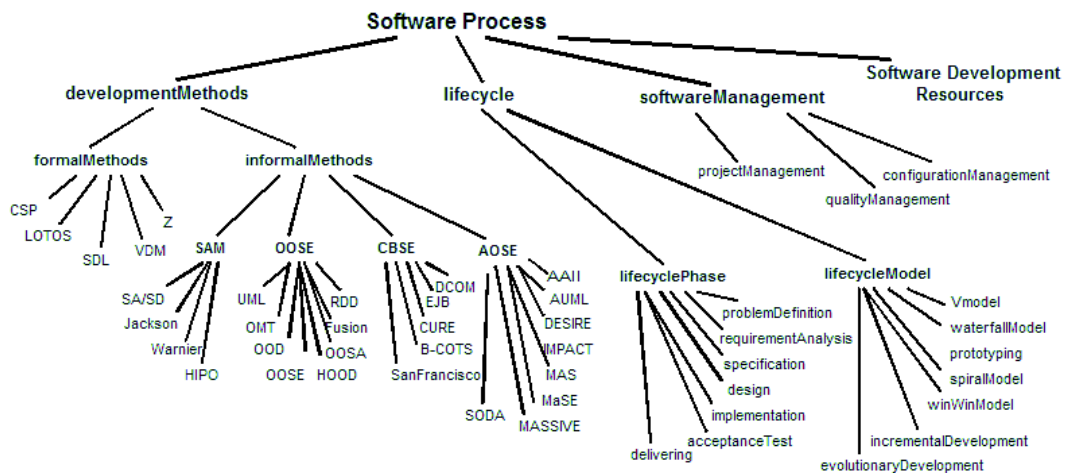 Software Process
developmentMethods
lifecycle
softwareManagement
Software Development
Resources
formalMethods
informalMethods
projectManagement
configurationManagement
qualityManagement
CSP
LOTOS
SDL
VDM
Z
SAM
OOSE
CBSE
AOSE
lifecyclePhase
lifecycleModel
SA/SD
Jackson
Warnier
HIPO
UML
OMT
OOD
OOSE
HOOD
OOSA
Fusion
RDD
DCOM
EJB
CURE
B-COTS
SanFrancisco
AAII
AUML
DESIRE
IMPACT
MAS
MaSE
MASSIVE
SODA
problemDefinition
requirementAnalysis
specification
design
implementation
acceptanceTest
delivering
Vmodel
waterfallModel
prototyping
spiralModel
winWinModel
incrementalDevelopment
evolutionaryDevelopment